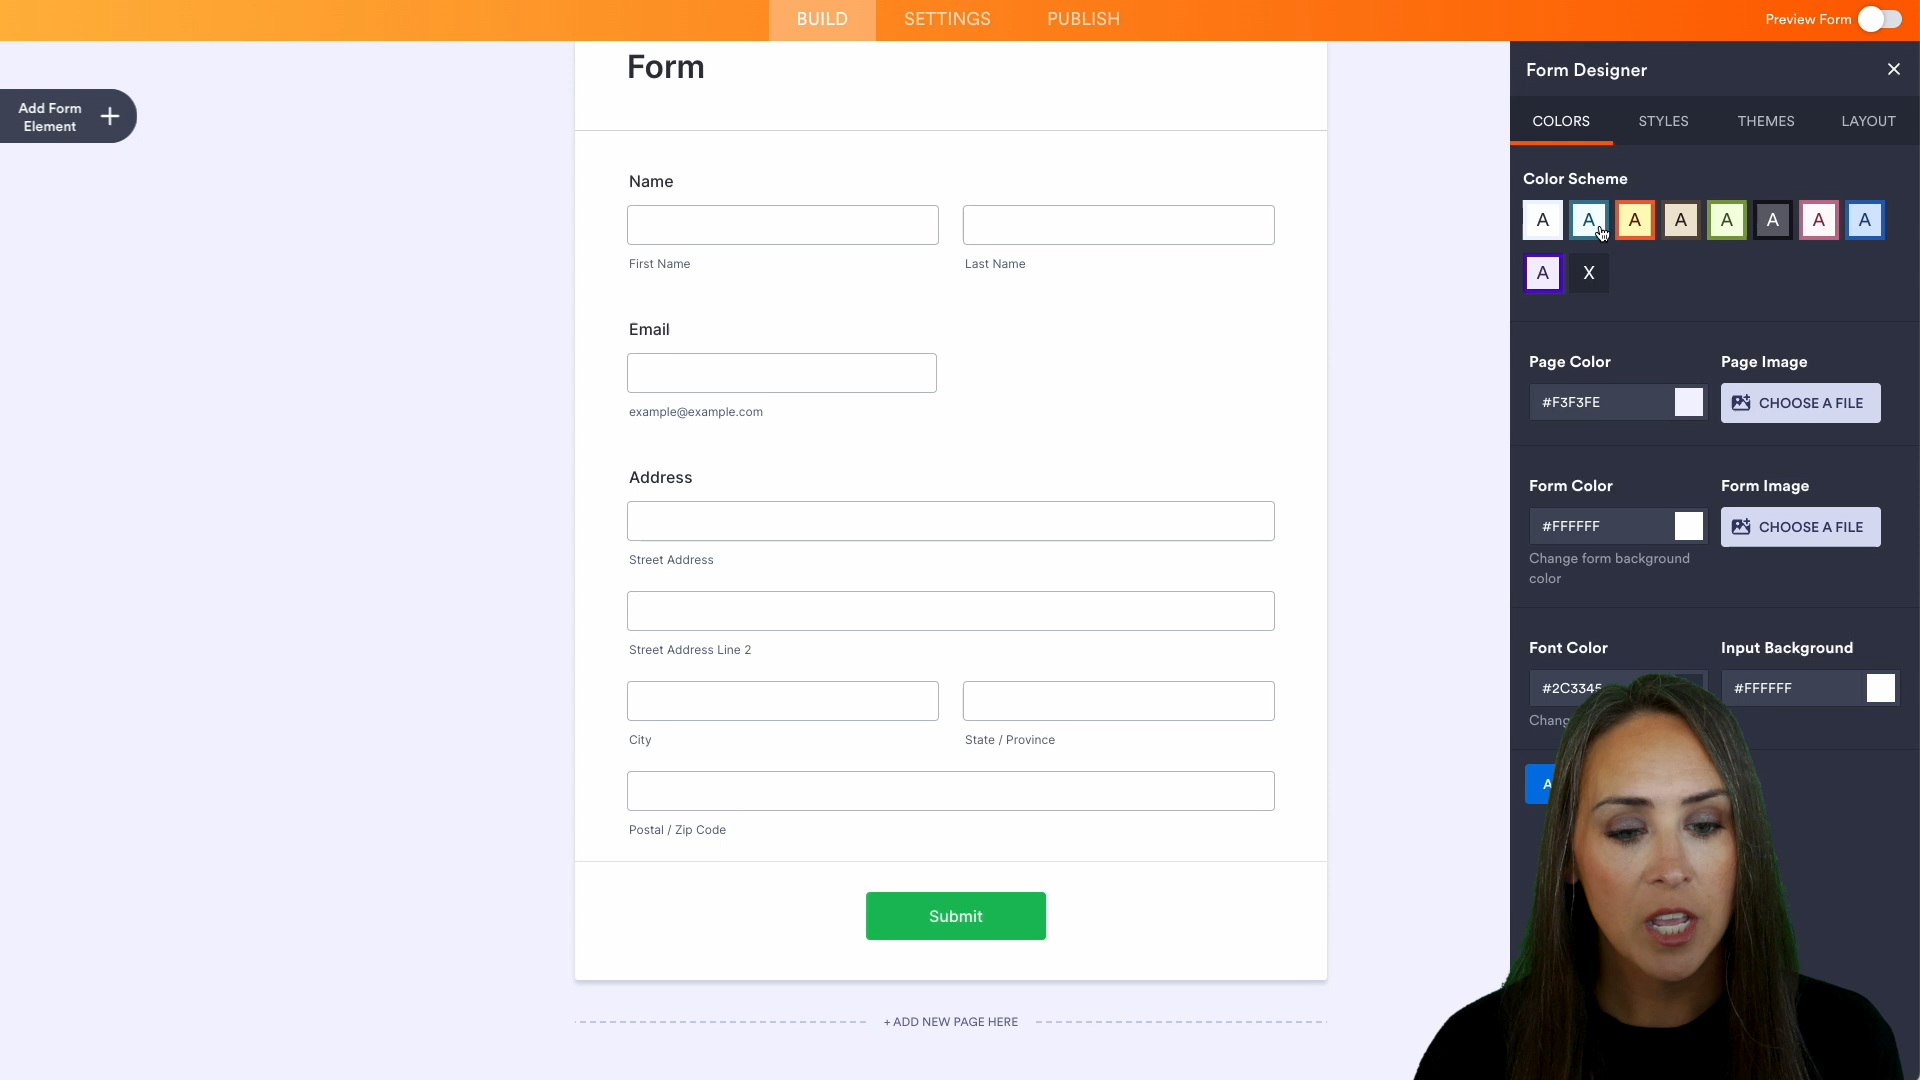 BUILD SETTINGS PUBLISH
Preview Form
Form
Add Form
Element
Name
First Name Last Name
Email
example@example.com
Address
Street Address
Street Address Line 2
City State / Province
Postal / Zip Code
Submit
+ ADD NEW PAGE HERE
Form Designer
COLORS STYLES THEMES LAYOUT
Color Scheme
A A A A A A A A
A X
Page Color Page Image
#F3F3FE CHOOSE A FILE
Form Color Form Image
#FFFFFF CHOOSE A FILE
Change form background
color
Font Color Input Background
#2C3345 #FFFFFF